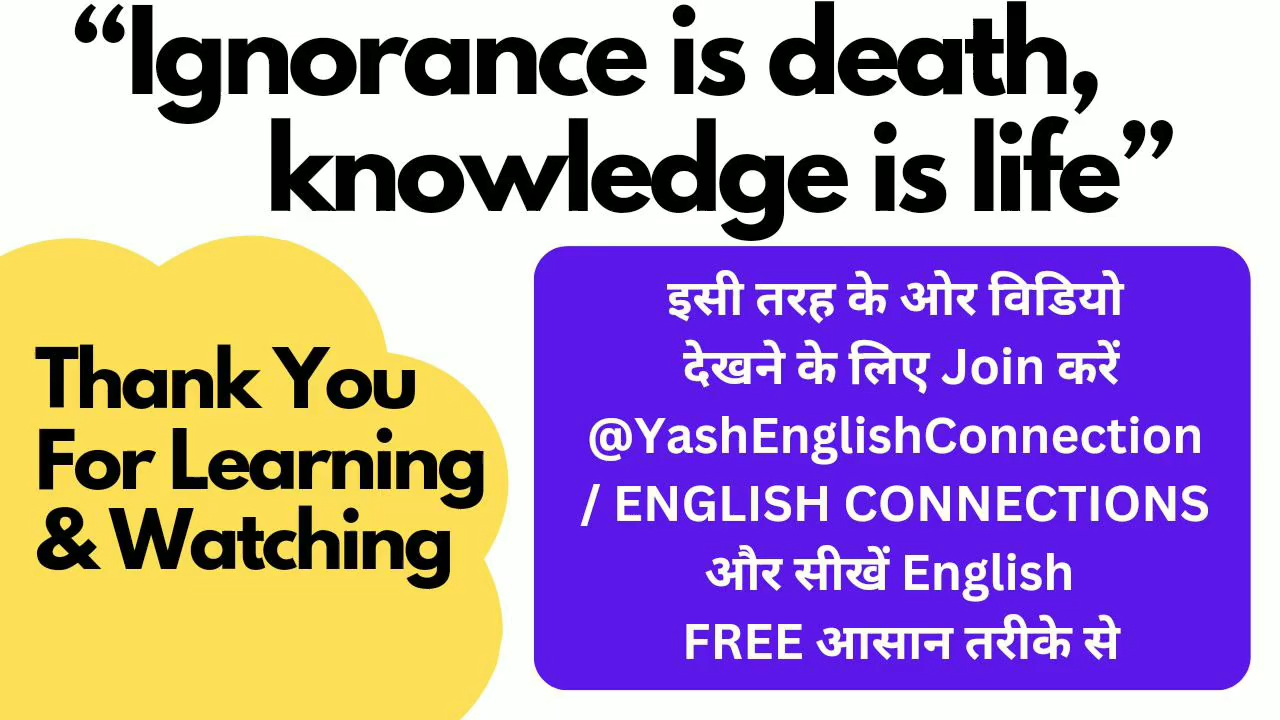 “Ignorance is death,
knowledge is life”
Thank You
For Learning
& Watching
इसी तरह के ओर विडियो
देखने के लिए Join करें
@YashEnglishConnection
/ ENGLISH CONNECTIONS
और सीखें English
FREE आसान तरीके से